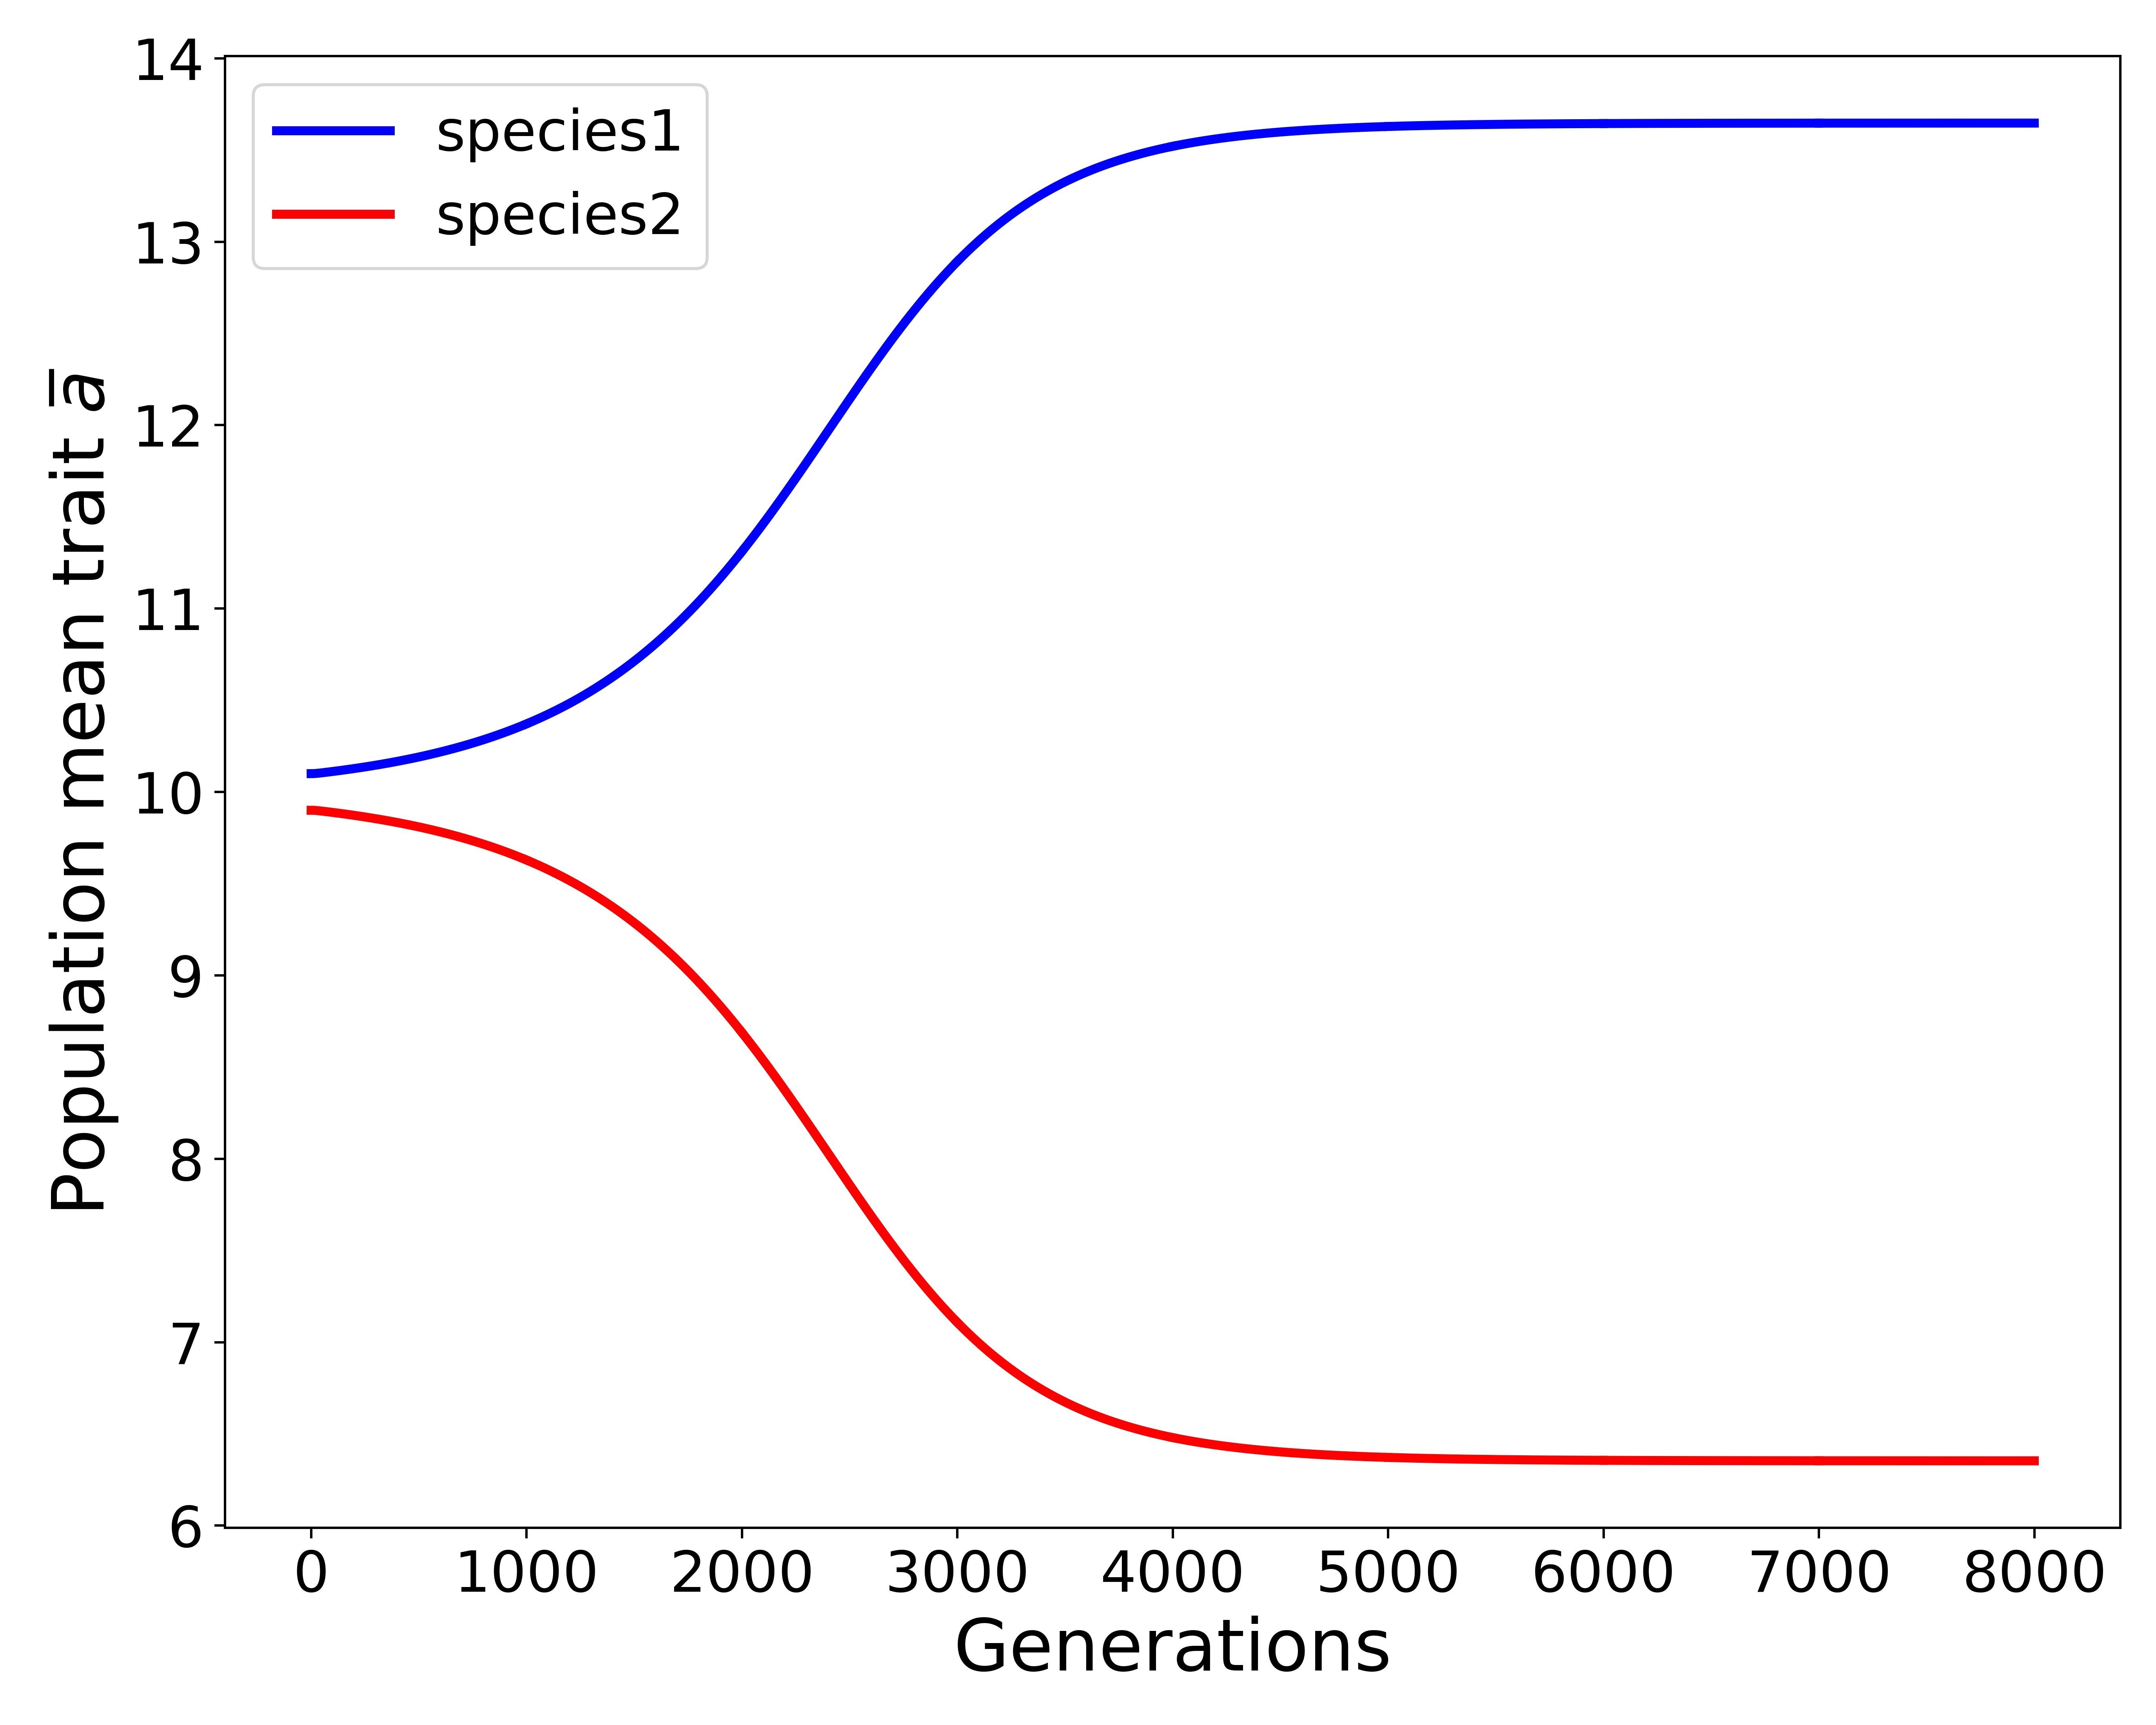 14
13
12
11
10
9
8
7
6
species1
species2
Population mean trait a̅
0 1000 2000 3000 4000 5000 6000 7000 8000
Generations